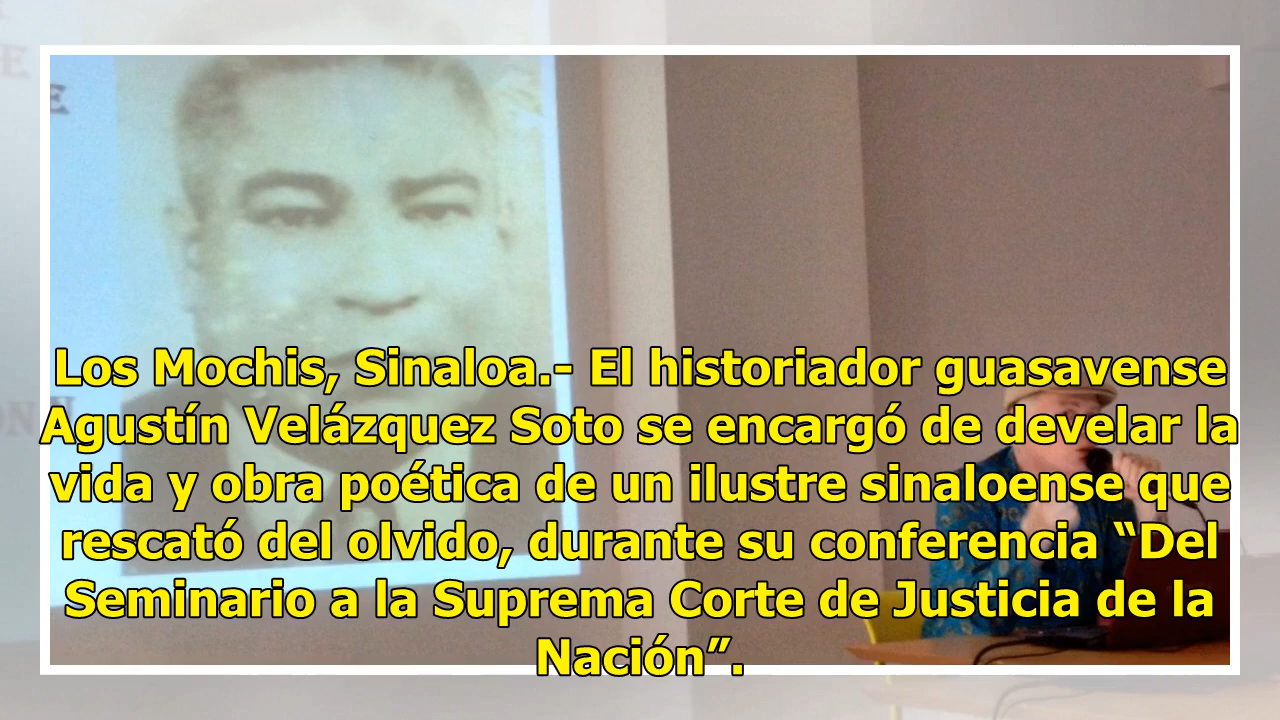 E
E
ON N
Los Mochis, Sinaloa.- El historiador guasavense
Agustín Velázquez Soto se encargó de develar la
vida y obra poética de un ilustre sinaloense que
rescató del olvido, durante su conferencia “Del
Seminario a la Suprema Corte de Justicia de la
Nación”.